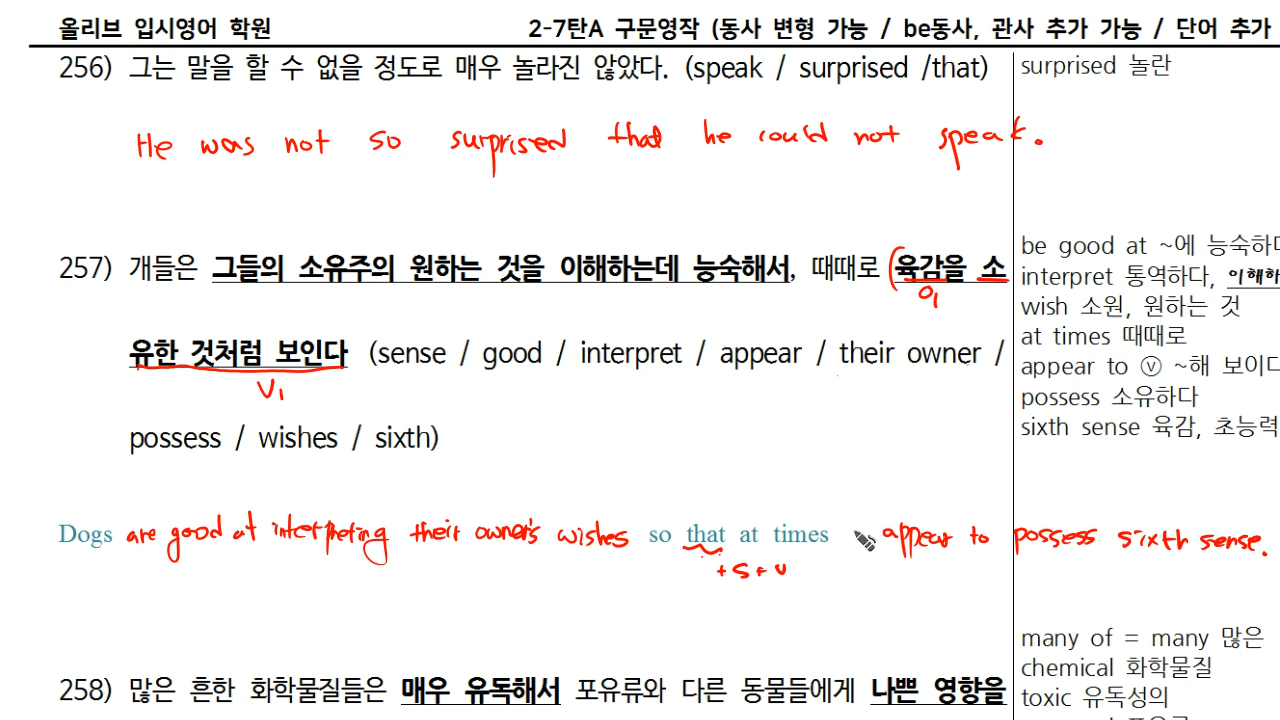 올리브 입시영어 학원 2-7탄A 구문영작 (동사 변형 가능 / be동사, 관사 추가 가능 / 단어 추가
256) 그는 말을 할 수 없을 정도로 매우 놀라진 않았다. (speak / surprised /that)
surprised 놀란
He was not so surprised that he could not speak.
257) 개들은 그들의 소유주의 원하는 것을 이해하는데 능숙해서, 때때로 (육감을 소
O₁
유한 것처럼 보인다 (sense / good / interpret / appear / their owner /
V₁
possess / wishes / sixth)
be good at ~에 능숙하다
interpret 통역하다, 이해하
wish 소원, 원하는 것
at times 때때로
appear to ⓥ ~해 보이다
possess 소유하다
sixth sense 육감, 초능력
Dogs are good at interpreting their owner's wishes so that at times appear to possess sixth sense.
+ S + V
258) 많은 흔한 화학물질들은 매우 유독해서 포유류와 다른 동물들에게 나쁜 영향을
many of = many 많은
chemical 화학물질
toxic 유독성의